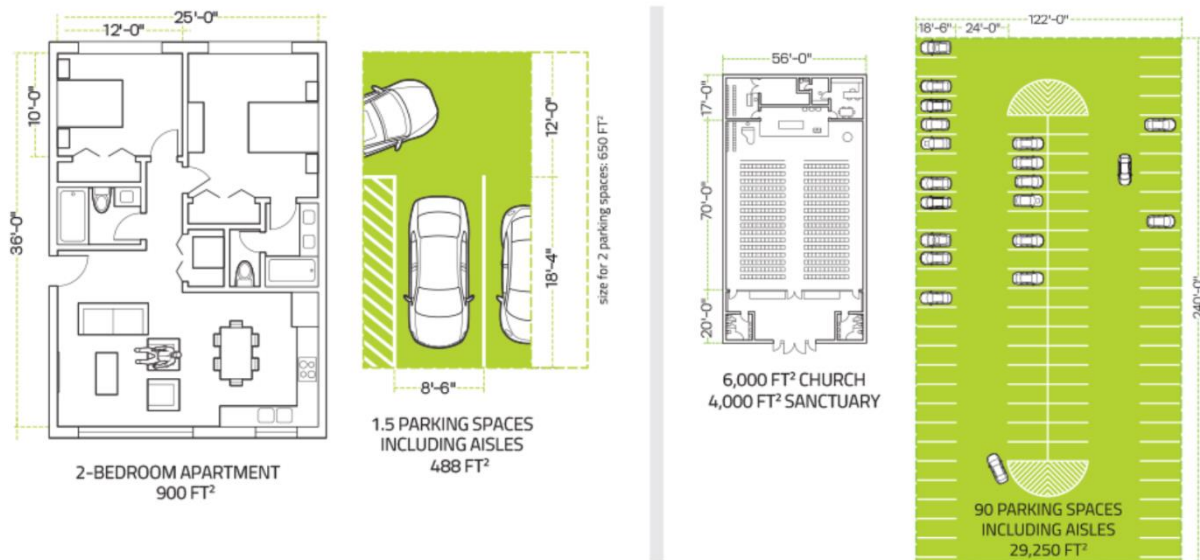 25'-0"
12'-0"
10'-0"
36'-0"
2-BEDROOM APARTMENT
900 FT²
12'-0"
18'-4"
size for 2 parking spaces: 650 FT²
8'-6"
1.5 PARKING SPACES
INCLUDING AISLES
488 FT²
56'-0"
17'-0"
70'-0"
20'-0"
6,000 FT² CHURCH
4,000 FT² SANCTUARY
122'-0"
18'-6"
24'-0"
240'-0"
90 PARKING SPACES
INCLUDING AISLES
29,250 FT²